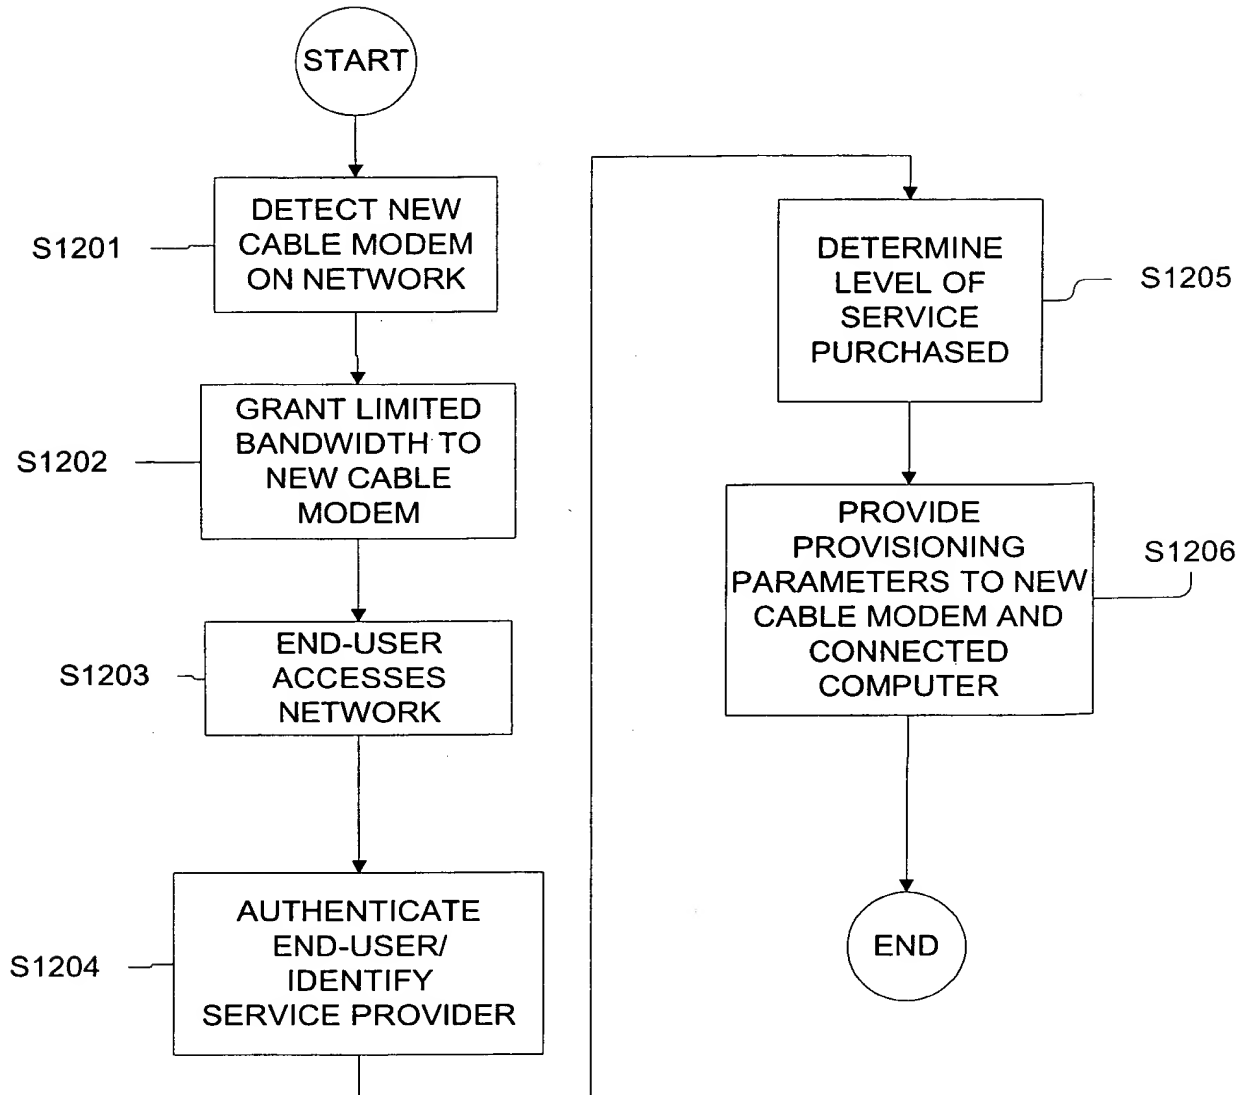 START
S1201
DETECT NEW
CABLE MODEM
ON NETWORK
S1202
GRANT LIMITED
BANDWIDTH TO
NEW CABLE
MODEM
S1203
END-USER
ACCESSES
NETWORK
S1204
AUTHENTICATE
END-USER/
IDENTIFY
SERVICE PROVIDER
DETERMINE
LEVEL OF
SERVICE
PURCHASED
S1205
PROVIDE
PROVISIONING
PARAMETERS TO NEW
CABLE MODEM AND
CONNECTED
COMPUTER
S1206
END